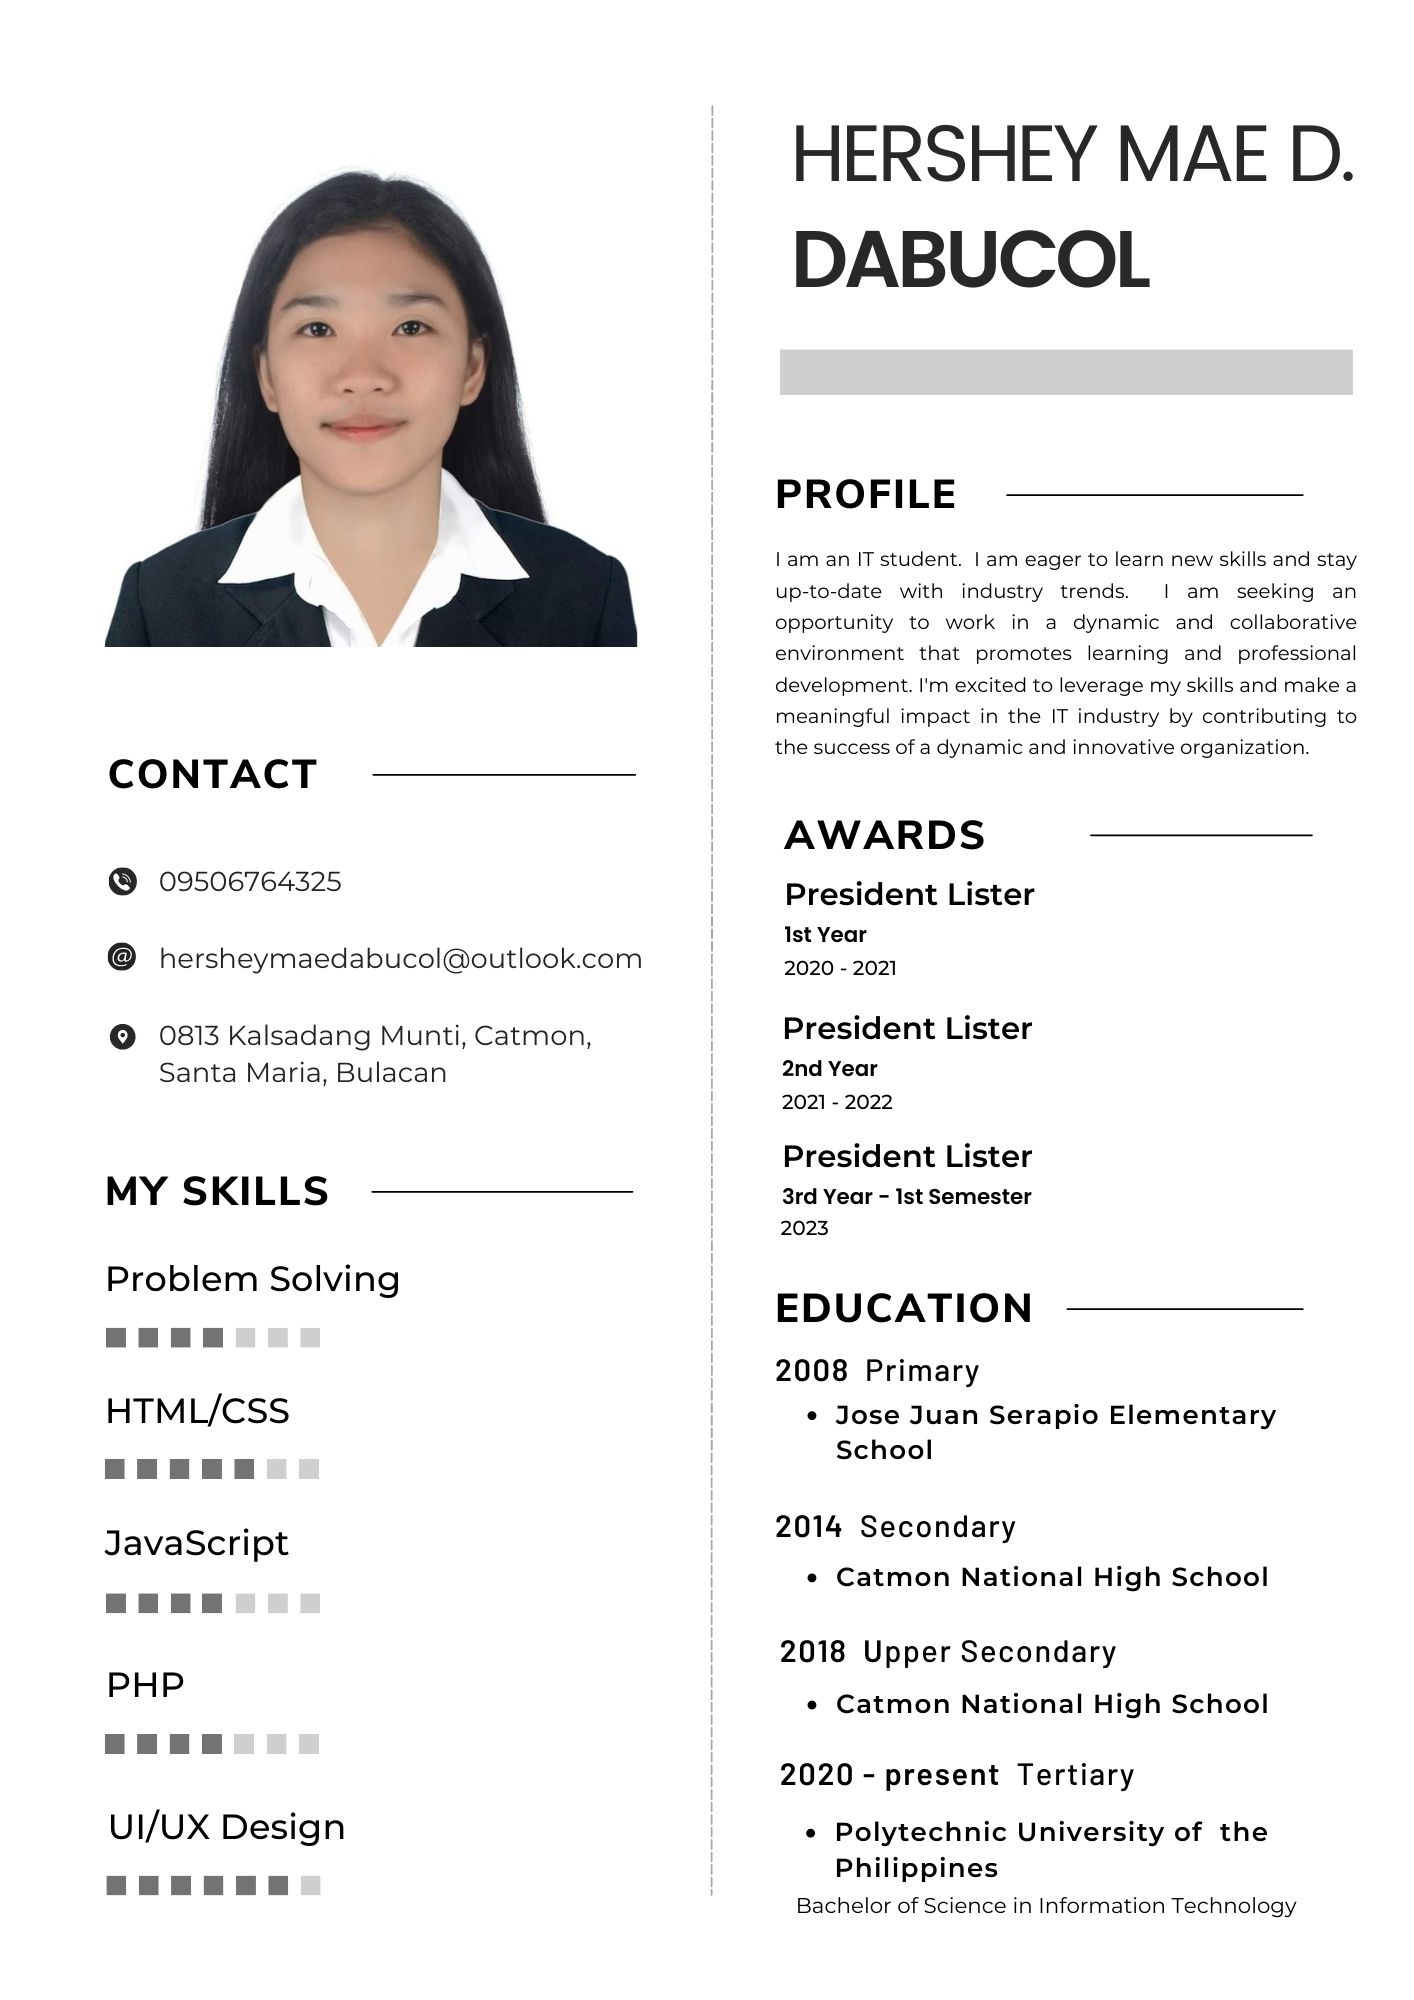 HERSHEY MAE D.
DABUCOL
CONTACT
09506764325
hersheymaedabucol@outlook.com
0813 Kalsadang Munti, Catmon,
Santa Maria, Bulacan
MY SKILLS
Problem Solving
HTML/CSS
JavaScript
PHP
UI/UX Design
PROFILE
I am an IT student. I am eager to learn new skills and stay
up-to-date with industry trends. I am seeking an
opportunity to work in a dynamic and collaborative
environment that promotes learning and professional
development. I'm excited to leverage my skills and make a
meaningful impact in the IT industry by contributing to
the success of a dynamic and innovative organization.
AWARDS
President Lister
1st Year
2020 - 2021
President Lister
2nd Year
2021 - 2022
President Lister
3rd Year - 1st Semester
2023
EDUCATION
2008 Primary
• Jose Juan Serapio Elementary
School
2014 Secondary
• Catmon National High School
2018 Upper Secondary
• Catmon National High School
2020 - present Tertiary
• Polytechnic University of the
Philippines
Bachelor of Science in Information Technology